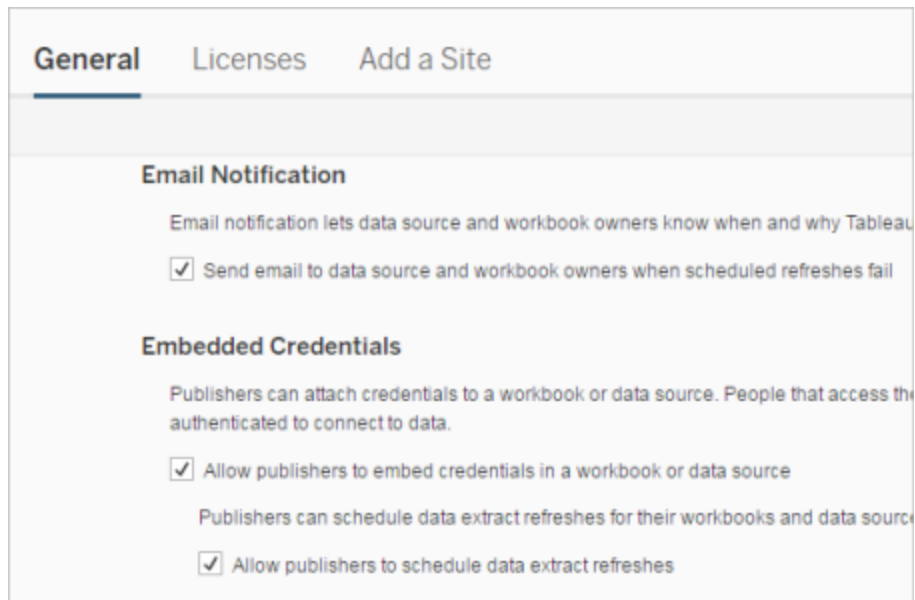 General Licenses Add a Site
Email Notification
Email notification lets data source and workbook owners know when and why Tableau
Send email to data source and workbook owners when scheduled refreshes fail
Embedded Credentials
Publishers can attach credentials to a workbook or data source. People that access the
authenticated to connect to data.
Allow publishers to embed credentials in a workbook or data source
Publishers can schedule data extract refreshes for their workbooks and data source
Allow publishers to schedule data extract refreshes